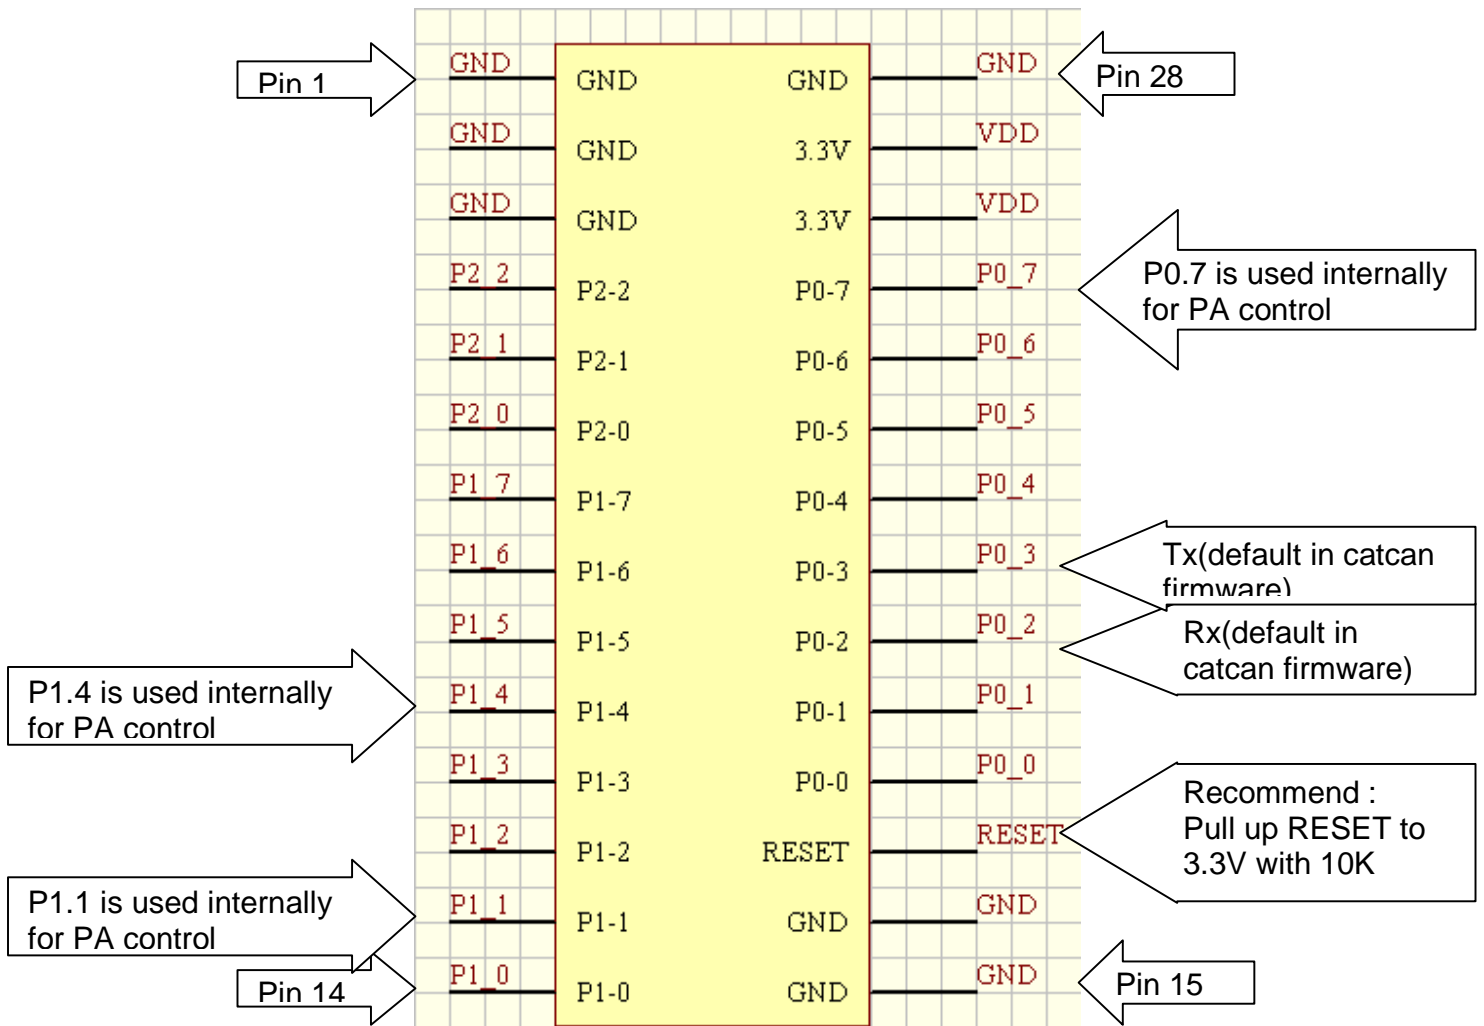 Pin 1
GND
GND
GND
GND
Pin 28
GND
GND
3.3V
VDD
GND
GND
3.3V
VDD
P2_2
P2-2
P0-7
P0_7
P0.7 is used internally
for PA control
P2_1
P2-1
P0-6
P0_6
P2_0
P2-0
P0-5
P0_5
P1_7
P1-7
P0-4
P0_4
P1_6
P1-6
P0-3
P0_3
Tx(default in catcan
firmware)
P1_5
P1-5
P0-2
P0_2
Rx(default in
catcan firmware)
P1.4 is used internally
for PA control
P1_4
P1-4
P0-1
P0_1
P1_3
P1-3
P0-0
P0_0
P1_2
P1-2
RESET
RESET
Recommend :
Pull up RESET to
3.3V with 10K
P1.1 is used internally
for PA control
P1_1
P1-1
GND
GND
Pin 14
P1_0
P1-0
GND
GND
Pin 15